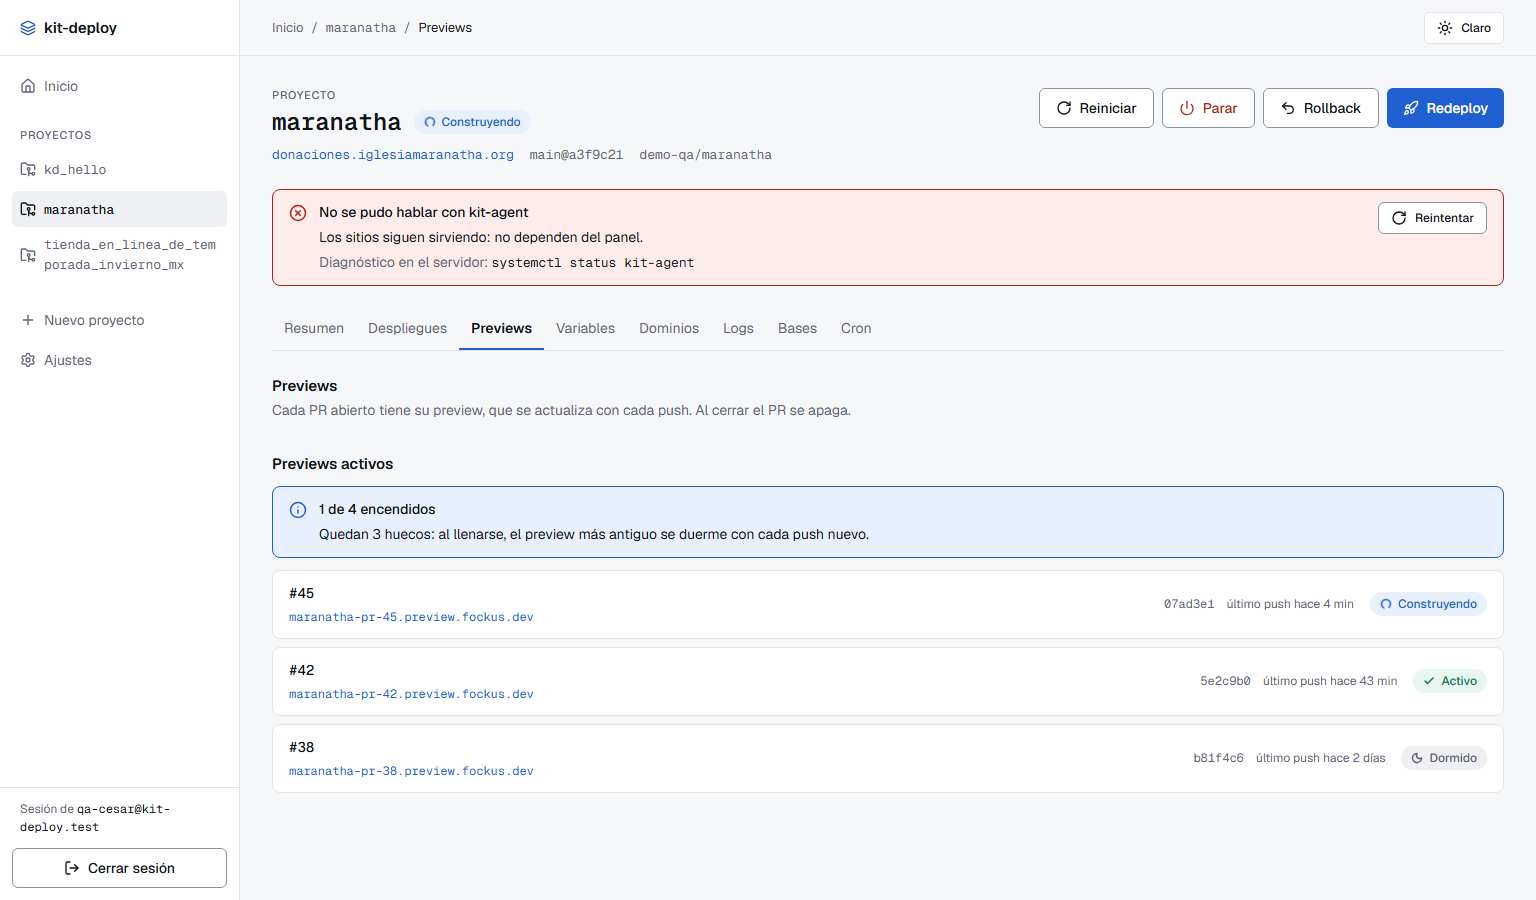 kit-deploy
Inicio
PROYECTOS
kd_hello
maranatha
tienda_en_linea_de_tem
porada_invierno_mx
Nuevo proyecto
Ajustes
Sesión de qa-cesar@kit-
deploy.test
Cerrar sesión
Inicio / maranatha / Previews
Claro
PROYECTO
maranatha Construyendo
donaciones.iglesiamaranatha.org main@a3f9c21 demo-qa/maranatha
Reiniciar Parar Rollback Redeploy
No se pudo hablar con kit-agent
Los sitios siguen sirviendo: no dependen del panel.
Diagnóstico en el servidor: systemctl status kit-agent
Reintentar
Resumen Despliegues Previews Variables Dominios Logs Bases Cron
Previews
Cada PR abierto tiene su preview, que se actualiza con cada push. Al cerrar el PR se apaga.
Previews activos
1 de 4 encendidos
Quedan 3 huecos: al llenarse, el preview más antiguo se duerme con cada push nuevo.
#45
maranatha-pr-45.preview.fockus.dev
07ad3e1 último push hace 4 min Construyendo
#42
maranatha-pr-42.preview.fockus.dev
5e2c9b0 último push hace 43 min Activo
#38
maranatha-pr-38.preview.fockus.dev
b81f4c6 último push hace 2 días Dormido